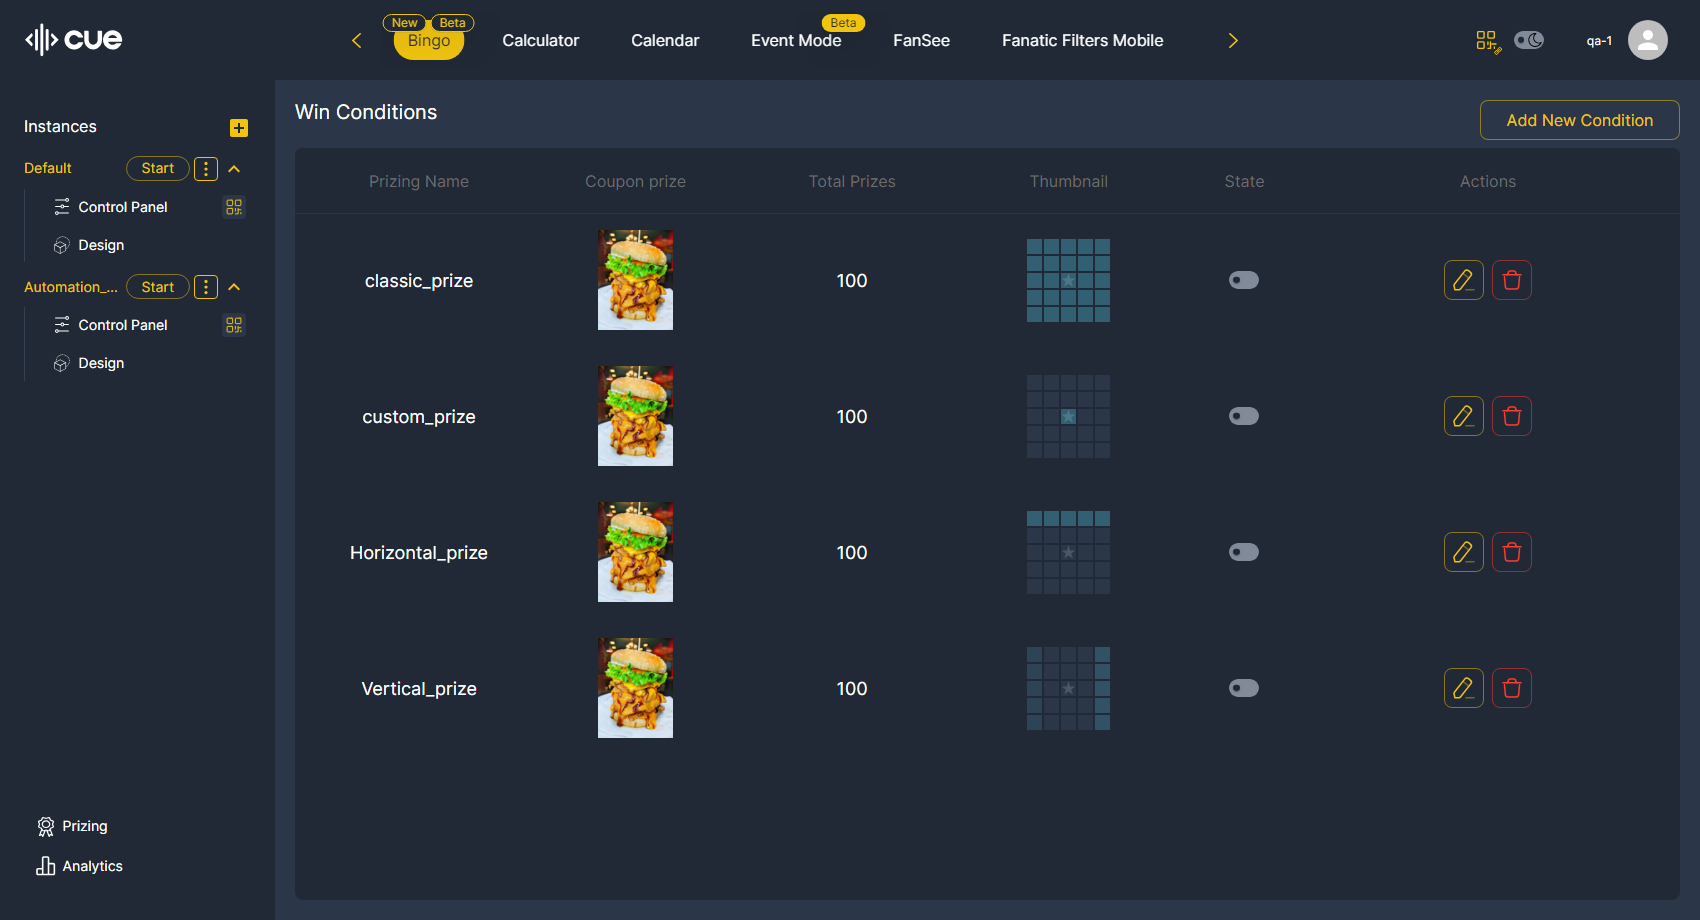 cue
New
Beta
Bingo
Calculator
Calendar
Event Mode
Beta
FanSee
Fanatic Filters Mobile
qa-1
Instances
Default
Start
Control Panel
Design
Automation_...
Start
Control Panel
Design
Prizing
Analytics
Win Conditions
Add New Condition
Prizing Name Coupon prize Total Prizes Thumbnail State Actions
classic_prize 100
custom_prize 100
Horizontal_prize 100
Vertical_prize 100